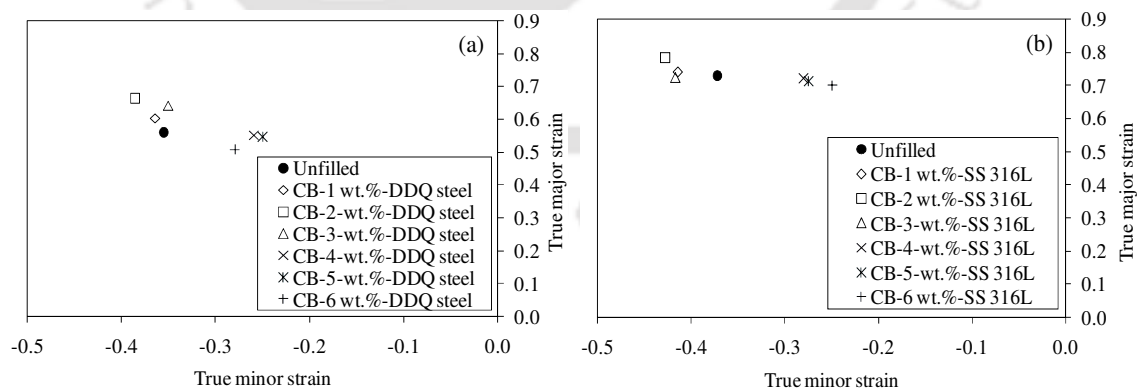 (a)
0.9
0.8
0.7
0.6
0.5
0.4
0.3
0.2
0.1
0.0
True major strain
Unfilled
CB-1 wt.%-DDQ steel
CB-2-wt.%-DDQ steel
CB-3-wt.%-DDQ steel
CB-4-wt.%-DDQ steel
CB-5-wt.%-DDQ steel
CB-6 wt.%-DDQ steel
-0.5 -0.4 -0.3 -0.2 -0.1 0.0
True minor strain
(b)
0.9
0.8
0.7
0.6
0.5
0.4
0.3
0.2
0.1
0.0
True major strain
Unfilled
CB-1 wt.%-SS 316L
CB-2 wt.%-SS 316L
CB-3-wt.%-SS 316L
CB-4-wt.%-SS 316L
CB-5-wt.%-SS 316L
CB-6 wt.%-SS 316L
-0.5 -0.4 -0.3 -0.2 -0.1 0.0
True minor strain